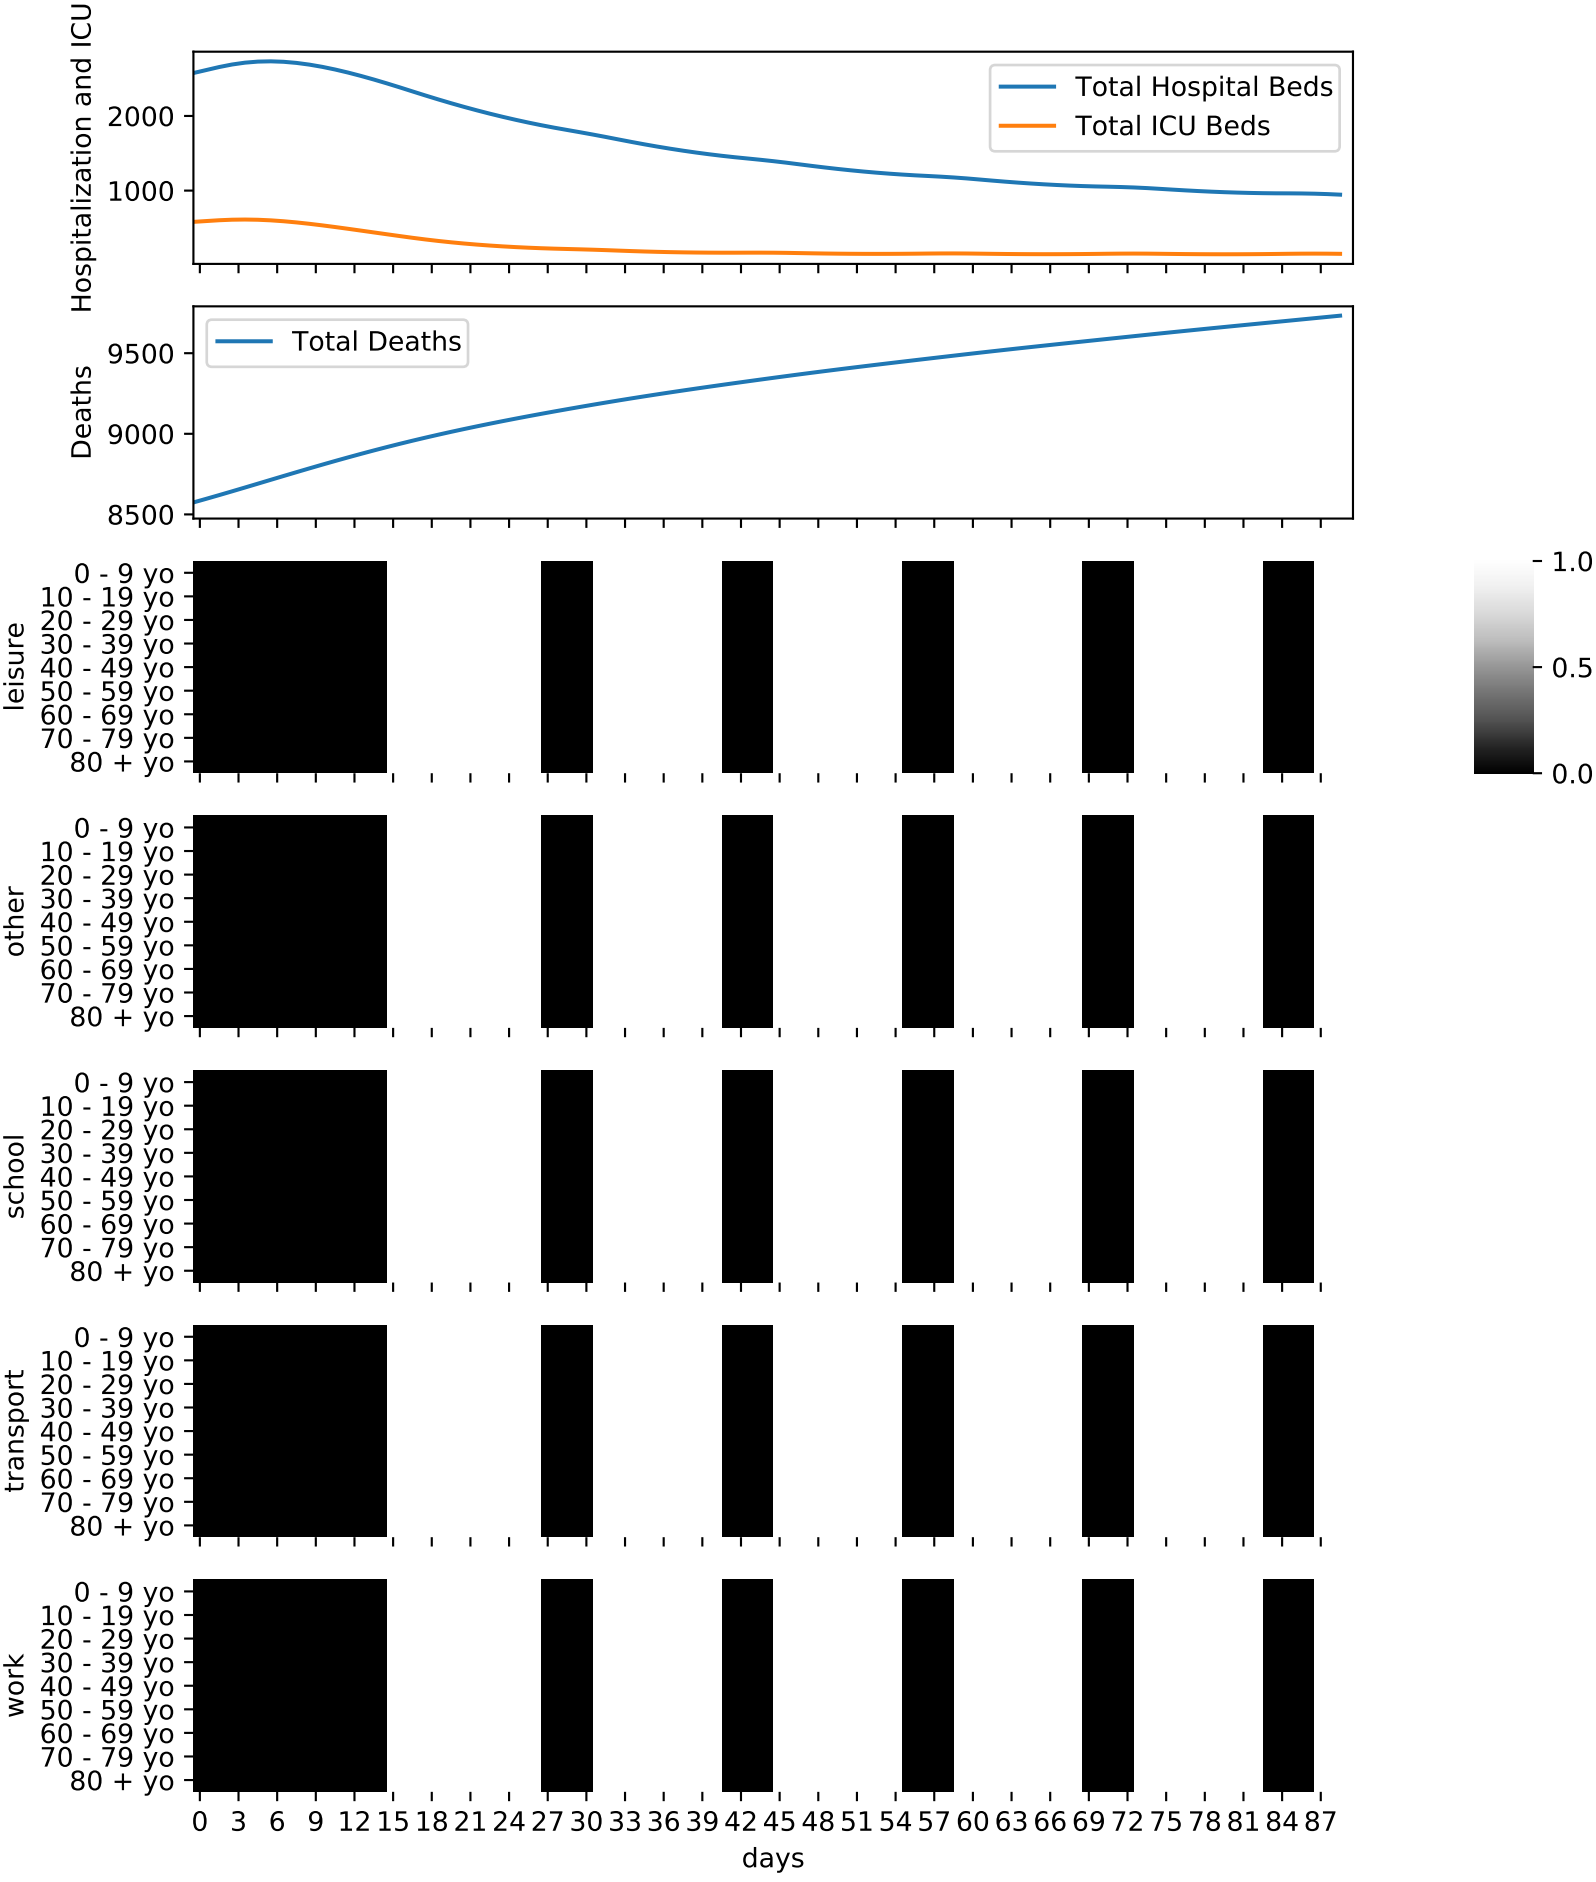 Hospitalization and ICU
2000
1000
Total Hospital Beds
Total ICU Beds
Deaths
9500
9000
8500
Total Deaths
leisure
0 - 9 yo
10 - 19 yo
20 - 29 yo
30 - 39 yo
40 - 49 yo
50 - 59 yo
60 - 69 yo
70 - 79 yo
80 + yo
1.0
0.5
0.0
other
0 - 9 yo
10 - 19 yo
20 - 29 yo
30 - 39 yo
40 - 49 yo
50 - 59 yo
60 - 69 yo
70 - 79 yo
80 + yo
school
0 - 9 yo
10 - 19 yo
20 - 29 yo
30 - 39 yo
40 - 49 yo
50 - 59 yo
60 - 69 yo
70 - 79 yo
80 + yo
transport
0 - 9 yo
10 - 19 yo
20 - 29 yo
30 - 39 yo
40 - 49 yo
50 - 59 yo
60 - 69 yo
70 - 79 yo
80 + yo
work
0 - 9 yo
10 - 19 yo
20 - 29 yo
30 - 39 yo
40 - 49 yo
50 - 59 yo
60 - 69 yo
70 - 79 yo
80 + yo
0 3 6 9 12 15 18 21 24 27 30 33 36 39 42 45 48 51 54 57 60 63 66 69 72 75 78 81 84 87
days